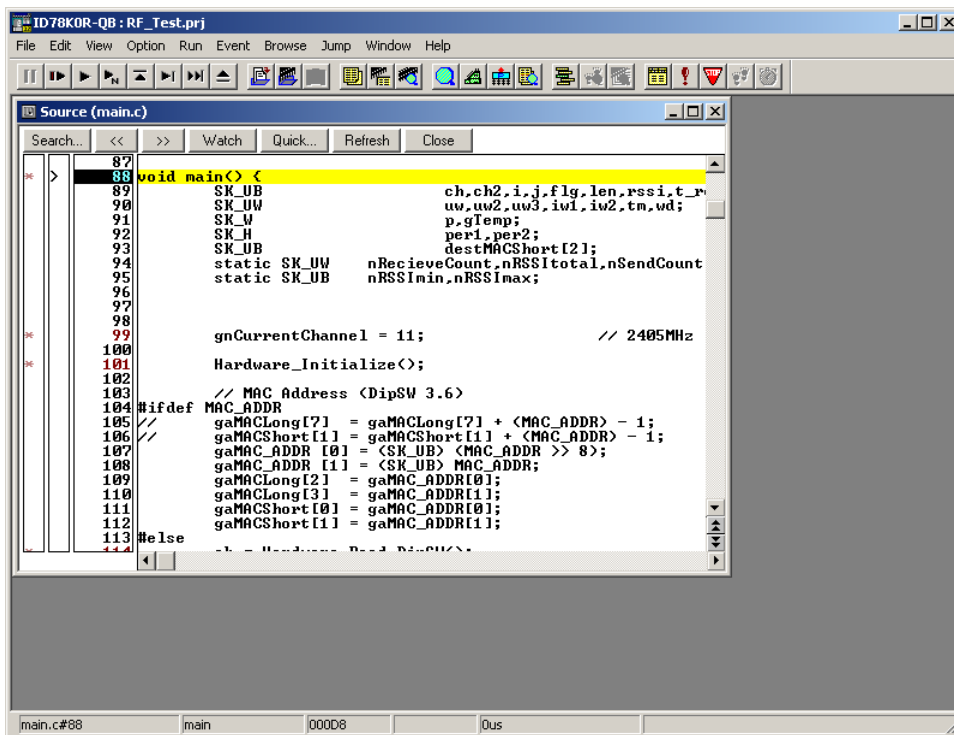 ID78K0R-QB : RF_Test.prj
File Edit View Option Run Event Browse Jump Window Help
Source (main.c)
Search... << >> Watch Quick... Refresh Close
87
88 void main() {
89 SK_UB ch,ch2,i,j,flg,len,rssi,t_r
90 SK_UW uw,uw2,uw3,iw1,iw2,tm,wd;
91 SK_W p,gTemp;
92 SK_H per1,per2;
93 SK_UB destMACShort[2];
94 static SK_UW nRecieveCount,nRSSItotal,nSendCount
95 static SK_UB nRSSImin,nRSSImax;
96
97
98
99 gnCurrentChannel = 11; // 2405MHz
100
101 Hardware_Initialize();
102
103 // MAC Address (DipSW 3.6)
104 #ifdef MAC_ADDR
105 // gaMACLong[7] = gaMACLong[7] + (MAC_ADDR) - 1;
106 // gaMACShort[1] = gaMACShort[1] + (MAC_ADDR) - 1;
107 gaMAC_ADDR [0] = (SK_UB) (MAC_ADDR >> 8);
108 gaMAC_ADDR [1] = (SK_UB) MAC_ADDR;
109 gaMACLong[2] = gaMAC_ADDR[0];
110 gaMACLong[3] = gaMAC_ADDR[1];
111 gaMACShort[0] = gaMAC_ADDR[0];
112 gaMACShort[1] = gaMAC_ADDR[1];
113 #else
114 ch = Hardware_Read_DipSW();
main.c#88 main 000D8 0us